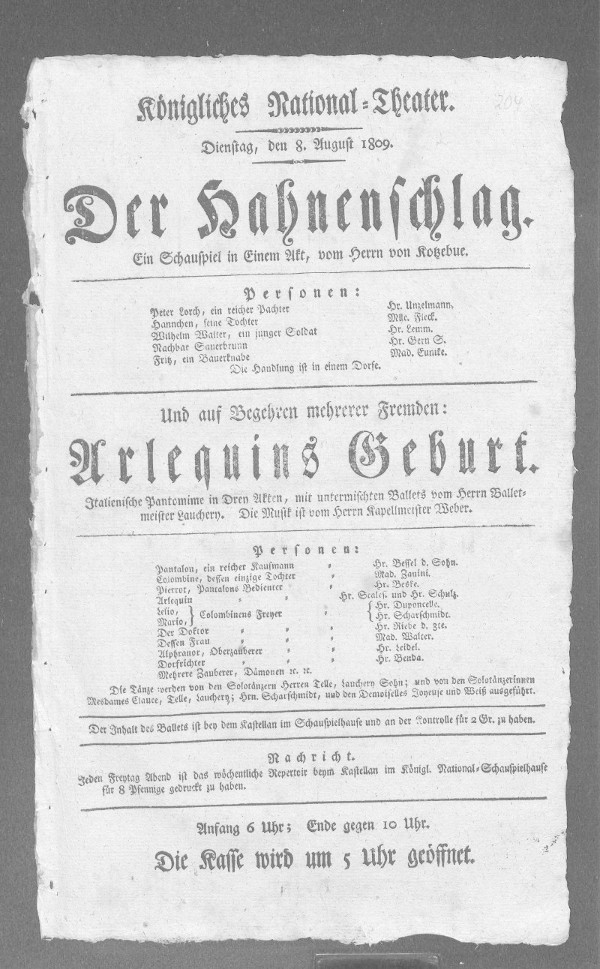 204
Königliches National-Theater.
Dienstag, den 8. August 1809.
Der Hahnenschlag.
Ein Schauspiel in Einem Akt, vom Herrn von Kotzebue.
Personen:
Peter Lorch, ein reicher Pachter Hr. Unzelmann.
Hannchen, seine Tochter Mlle. Fleck.
Wilhelm Walter, ein junger Soldat Hr. Lemm.
Nachbar Sauerbrunn Hr. Gern S.
Fritz, ein Bauerknabe Mad. Eunike.
Die Handlung ist in einem Dorfe.
Und auf Begehren mehrerer Fremden:
Arlequins Geburt.
Italienische Pantomime in Drey Akten, mit untermischten Ballets vom Herrn Ballet-
meister Lauchery. Die Musik ist vom Herrn Kapellmeister Weber.
Personen:
Pantalon, ein reicher Kaufmann Hr. Bessel d. Sohn.
Colombine, dessen einzige Tochter Mad. Zanini.
Pierrot, Pantalons Bedienter Hr. Beske.
Arlequin Hr. Scalesi und Hr. Schulz.
Lelio, } Colombinens Freyer { Hr. Duponcelle.
Mario, } { Hr. Scharschmidt.
Der Doktor Hr. Riebe d. 3te.
Dessen Frau Mad. Walter.
Alphranor, Oberzauberer Hr. Leidel.
Dorfrichter Hr. Benda.
Mehrere Zauberer, Dämonen ꝛc. ꝛc.
Die Tänze werden von den Solotänzern Herren Telle, Lauchery Sohn; und von den Solotänzerinnen
Mesdames Clauce, Telle, Lauchery; Hrn. Scharschmidt, und den Demoiselles Joyeuse und Weiß ausgeführt.
Der Inhalt des Ballets ist bey dem Kastellan im Schauspielhause und an der Kontrolle für 2 Gr. zu haben.
Nachricht.
Jeden Freytag Abend ist das wöchentliche Repertoir beym Kastellan im Königl. National-Schauspielhause
für 8 Pfennige gedruckt zu haben.
Anfang 6 Uhr; Ende gegen 10 Uhr.
Die Kasse wird um 5 Uhr geöffnet.